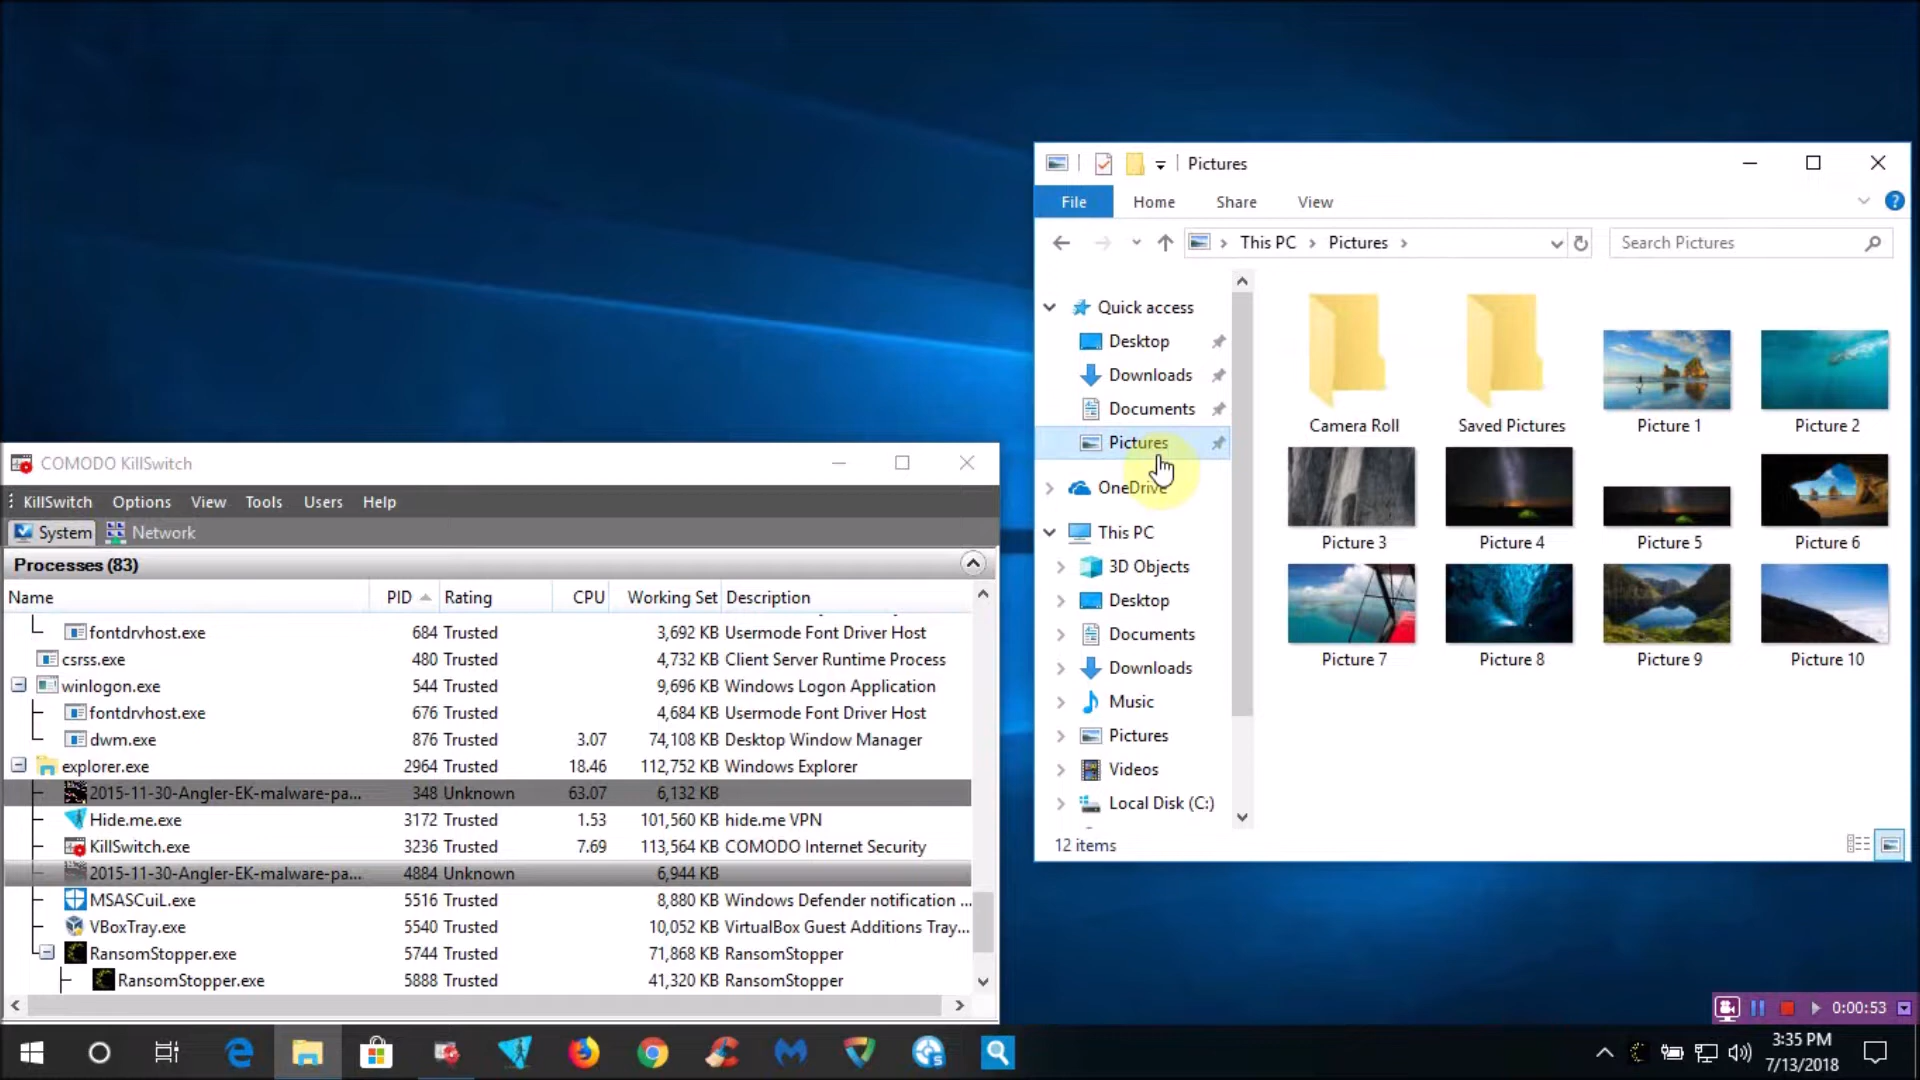 Pictures
File Home Share View
This PC Pictures
Search Pictures
Quick access
Desktop
Downloads
Documents
Pictures
OneDrive
This PC
3D Objects
Desktop
Documents
Downloads
Music
Pictures
Videos
Local Disk (C:)
Camera Roll Saved Pictures Picture 1 Picture 2
Picture 3 Picture 4 Picture 5 Picture 6
Picture 7 Picture 8 Picture 9 Picture 10
12 items
COMODO KillSwitch
KillSwitch Options View Tools Users Help
System Network
Processes (83)
Name PID Rating CPU Working Set Description
fontdrvhost.exe 684 Trusted 3,692 KB Usermode Font Driver Host
csrss.exe 480 Trusted 4,732 KB Client Server Runtime Process
winlogon.exe 544 Trusted 9,696 KB Windows Logon Application
fontdrvhost.exe 676 Trusted 4,684 KB Usermode Font Driver Host
dwm.exe 876 Trusted 3.07 74,108 KB Desktop Window Manager
explorer.exe 2964 Trusted 18.46 112,752 KB Windows Explorer
2015-11-30-Angler-EK-malware-pa... 348 Unknown 63.07 6,132 KB
Hide.me.exe 3172 Trusted 1.53 101,560 KB hide.me VPN
KillSwitch.exe 3236 Trusted 7.69 113,564 KB COMODO Internet Security
2015-11-30-Angler-EK-malware-pa... 4884 Unknown 6,944 KB
MSASCuiL.exe 5516 Trusted 8,880 KB Windows Defender notification ...
VBoxTray.exe 5540 Trusted 10,052 KB VirtualBox Guest Additions Tray...
RansomStopper.exe 5744 Trusted 71,868 KB RansomStopper
RansomStopper.exe 5888 Trusted 41,320 KB RansomStopper
0:00:53
3:35 PM
7/13/2018